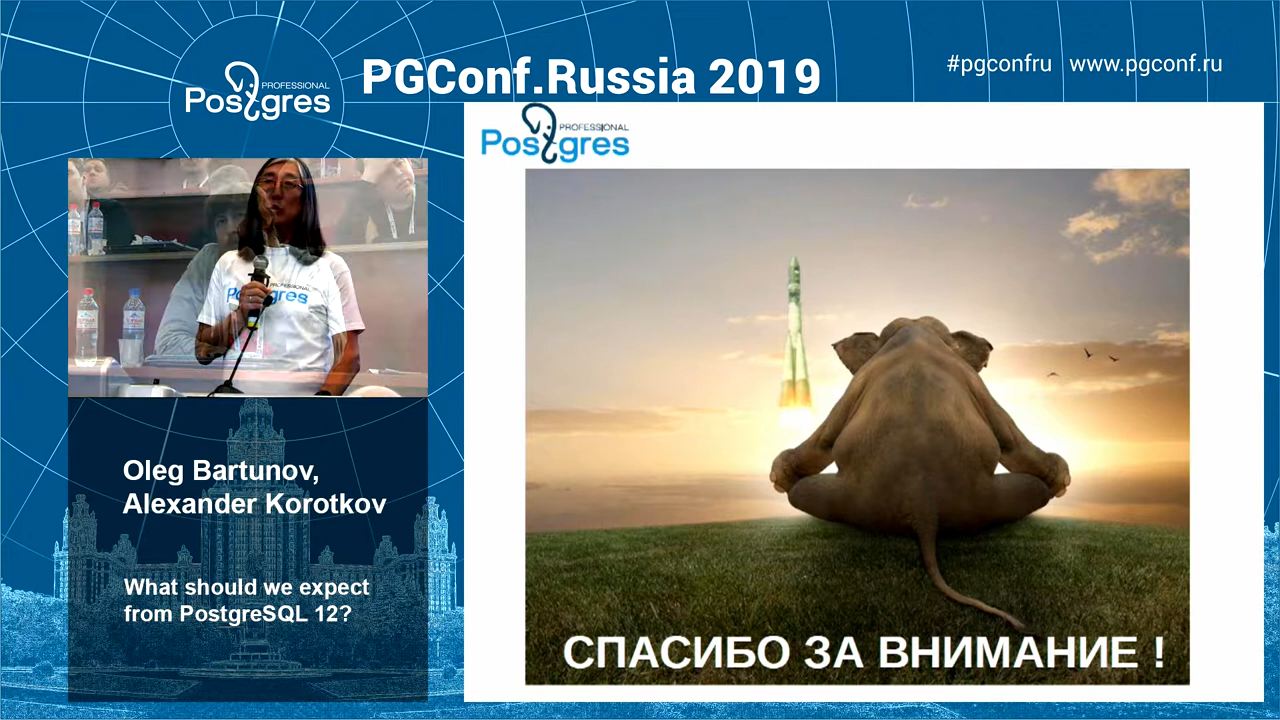 PROFESSIONAL
Postgres
PGConf.Russia 2019
#pgconfru www.pgconf.ru
PROFESSIONAL
Postgres
PROFESSIONAL
Postgres
Oleg Bartunov,
Alexander Korotkov
What should we expect
from PostgreSQL 12?
СПАСИБО ЗА ВНИМАНИЕ !